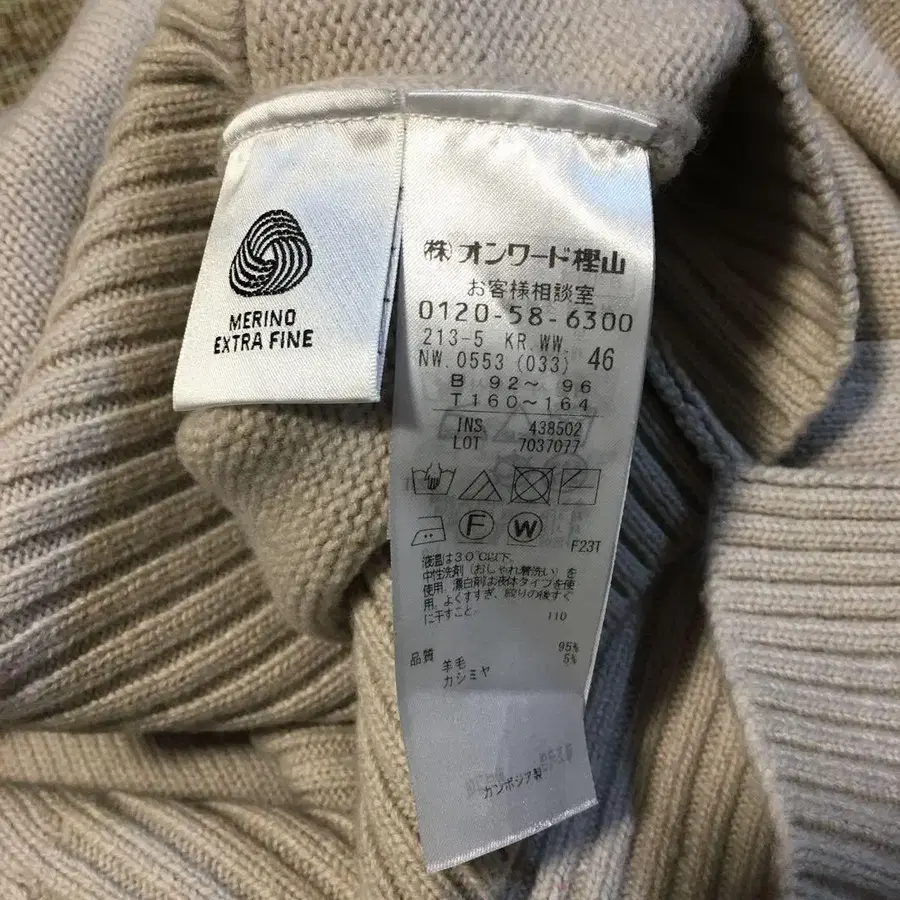 MERINO
EXTRA FINE
(株)オンワード樫山
お客様相談室
0120-58-6300
213-5 KR.WW.
NW.0553 (033) 46
B 92~ 96
T160~164
INS. 438502
LOT 7037077
F W
F23T
液温は30℃以下、
中性洗剤(おしゃれ着洗い)を
使用、漂白剤は液体タイプを使
用、よくすすぎ、絞りの後すぐ
に干すこと。 110
品質 羊毛 95%
カシミヤ 5%
カンボジア製